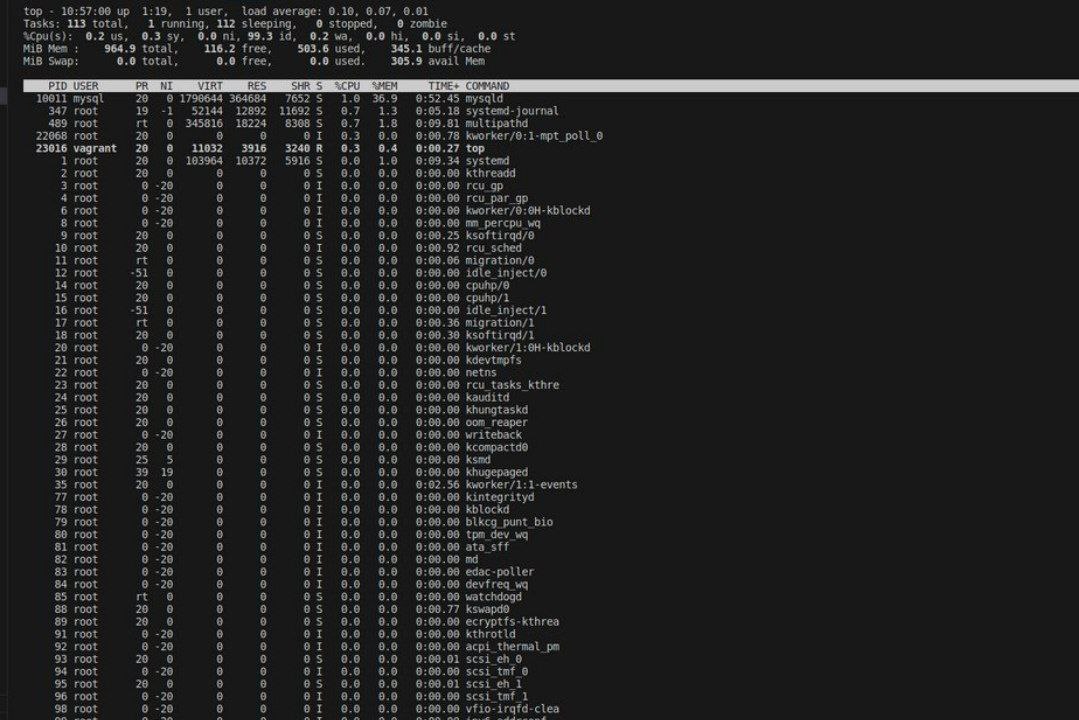 top - 10:57:00 up  1:19,  1 user,  load average: 0.10, 0.07, 0.01
Tasks: 113 total,   1 running, 112 sleeping,   0 stopped,   0 zombie
%Cpu(s):  0.2 us,  0.3 sy,  0.0 ni, 99.3 id,  0.2 wa,  0.0 hi,  0.0 si,  0.0 st
MiB Mem :    964.9 total,    116.2 free,    503.6 used,    345.1 buff/cache
MiB Swap:      0.0 total,      0.0 free,      0.0 used.    305.9 avail Mem
PID USER      PR  NI    VIRT    RES    SHR S  %CPU  %MEM     TIME+ COMMAND
10011 mysql     20   0 1790644 364684   7652 S   1.0  36.9   0:52.45 mysqld
347 root      19  -1   52144  12892  11692 S   0.7   1.3   0:05.18 systemd-journal
489 root      rt   0  345816  18224   8308 S   0.7   1.8   0:09.81 multipathd
22068 root      20   0       0      0      0 I   0.3   0.0   0:00.78 kworker/0:1-mpt_poll_0
23016 vagrant   20   0   11032   3916   3240 R   0.3   0.4   0:00.27 top
1 root      20   0  103964  10372   5916 S   0.0   1.0   0:09.34 systemd
2 root      20   0       0      0      0 S   0.0   0.0   0:00.00 kthreadd
3 root       0 -20       0      0      0 I   0.0   0.0   0:00.00 rcu_gp
4 root       0 -20       0      0      0 I   0.0   0.0   0:00.00 rcu_par_gp
6 root       0 -20       0      0      0 I   0.0   0.0   0:00.00 kworker/0:0H-kblockd
8 root       0 -20       0      0      0 I   0.0   0.0   0:00.00 mm_percpu_wq
9 root      20   0       0      0      0 S   0.0   0.0   0:00.25 ksoftirqd/0
10 root      20   0       0      0      0 I   0.0   0.0   0:00.92 rcu_sched
11 root      rt   0       0      0      0 S   0.0   0.0   0:00.06 migration/0
12 root     -51   0       0      0      0 S   0.0   0.0   0:00.00 idle_inject/0
14 root      20   0       0      0      0 S   0.0   0.0   0:00.00 cpuhp/0
15 root      20   0       0      0      0 S   0.0   0.0   0:00.00 cpuhp/1
16 root     -51   0       0      0      0 S   0.0   0.0   0:00.00 idle_inject/1
17 root      rt   0       0      0      0 S   0.0   0.0   0:00.36 migration/1
18 root      20   0       0      0      0 S   0.0   0.0   0:00.30 ksoftirqd/1
20 root       0 -20       0      0      0 I   0.0   0.0   0:00.00 kworker/1:0H-kblockd
21 root      20   0       0      0      0 S   0.0   0.0   0:00.00 kdevtmpfs
22 root       0 -20       0      0      0 I   0.0   0.0   0:00.00 netns
23 root      20   0       0      0      0 S   0.0   0.0   0:00.00 rcu_tasks_kthre
24 root      20   0       0      0      0 S   0.0   0.0   0:00.00 kauditd
25 root      20   0       0      0      0 S   0.0   0.0   0:00.00 khungtaskd
26 root      20   0       0      0      0 S   0.0   0.0   0:00.00 oom_reaper
27 root       0 -20       0      0      0 I   0.0   0.0   0:00.00 writeback
28 root      20   0       0      0      0 S   0.0   0.0   0:00.00 kcompactd0
29 root      25   5       0      0      0 S   0.0   0.0   0:00.00 ksmd
30 root      39  19       0      0      0 S   0.0   0.0   0:00.00 khugepaged
35 root      20   0       0      0      0 I   0.0   0.0   0:02.56 kworker/1:1-events
77 root       0 -20       0      0      0 I   0.0   0.0   0:00.00 kintegrityd
78 root       0 -20       0      0      0 I   0.0   0.0   0:00.00 kblockd
79 root       0 -20       0      0      0 I   0.0   0.0   0:00.00 blkcg_punt_bio
80 root       0 -20       0      0      0 I   0.0   0.0   0:00.00 tpm_dev_wq
81 root       0 -20       0      0      0 I   0.0   0.0   0:00.00 ata_sff
82 root       0 -20       0      0      0 I   0.0   0.0   0:00.00 md
83 root       0 -20       0      0      0 I   0.0   0.0   0:00.00 edac-poller
84 root       0 -20       0      0      0 I   0.0   0.0   0:00.00 devfreq_wq
85 root      rt   0       0      0      0 S   0.0   0.0   0:00.00 watchdogd
88 root      20   0       0      0      0 S   0.0   0.0   0:00.77 kswapd0
89 root      20   0       0      0      0 S   0.0   0.0   0:00.00 ecryptfs-kthrea
91 root       0 -20       0      0      0 I   0.0   0.0   0:00.00 kthrotld
92 root       0 -20       0      0      0 I   0.0   0.0   0:00.00 acpi_thermal_pm
93 root      20   0       0      0      0 S   0.0   0.0   0:00.01 scsi_eh_0
94 root       0 -20       0      0      0 I   0.0   0.0   0:00.00 scsi_tmf_0
95 root      20   0       0      0      0 S   0.0   0.0   0:00.01 scsi_eh_1
96 root       0 -20       0      0      0 I   0.0   0.0   0:00.00 scsi_tmf_1
98 root       0 -20       0      0      0 I   0.0   0.0   0:00.00 vfio-irqfd-clea